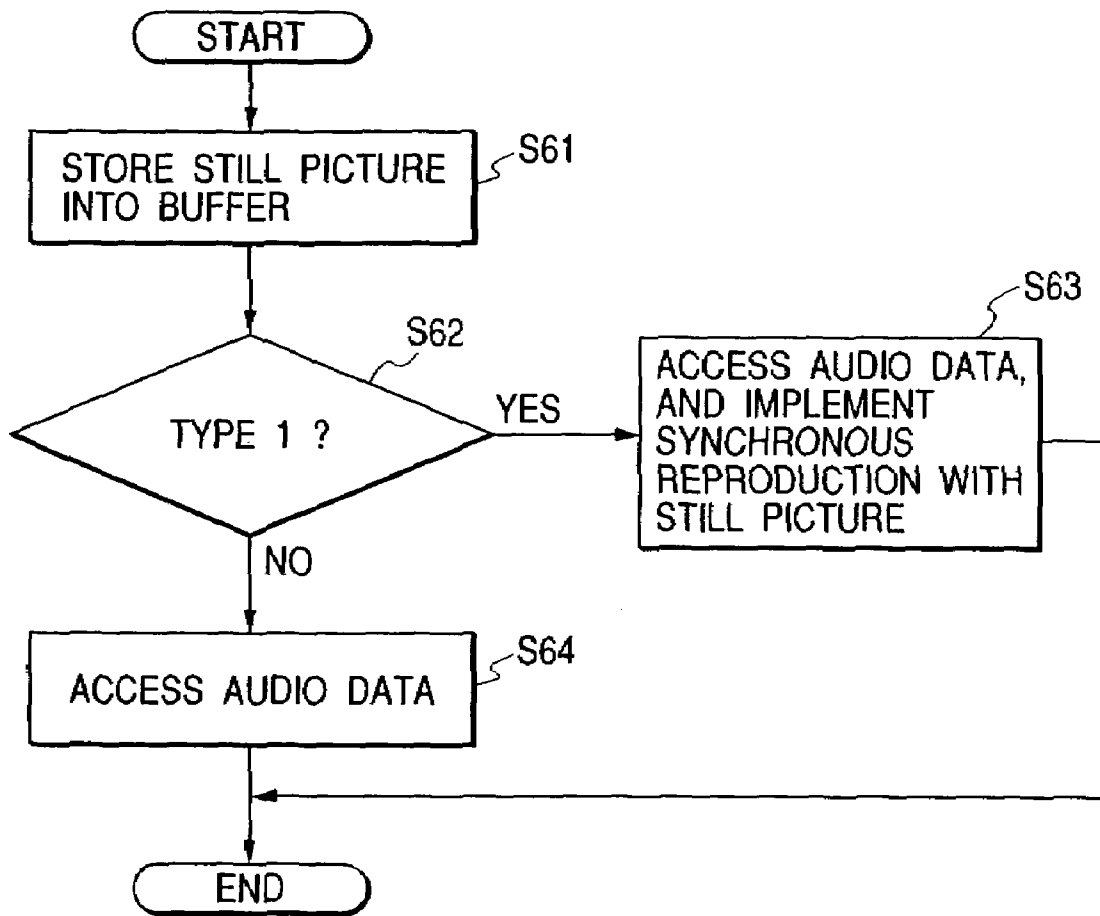 START
STORE STILL PICTURE
INTO BUFFER
S61
S62
TYPE 1 ?
YES
NO
S63
ACCESS AUDIO DATA,
AND IMPLEMENT
SYNCHRONOUS
REPRODUCTION WITH
STILL PICTURE
S64
ACCESS AUDIO DATA
END